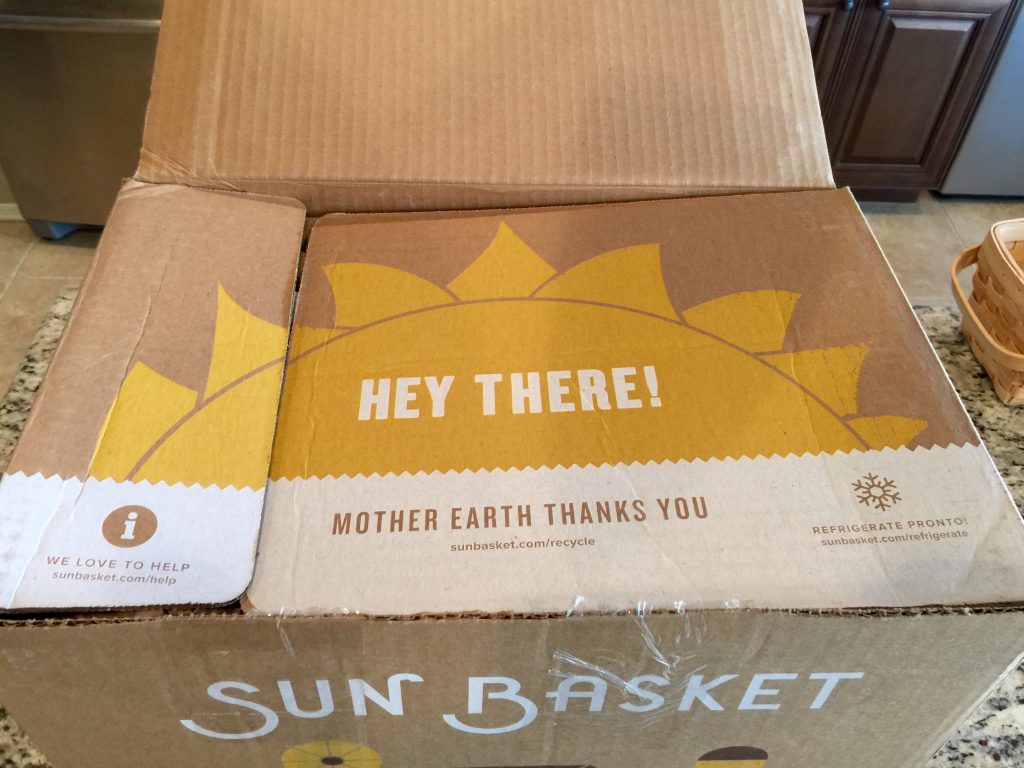 HEY THERE!
MOTHER EARTH THANKS YOU
sunbasket.com/recycle
REFRIGERATE PRONTO!
sunbasket.com/refrigerate
i
WE LOVE TO HELP
sunbasket.com/help
SUN BASKET